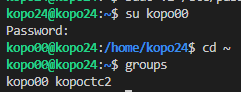 kopo24@kopo24:~$ su kopo00
Password:
kopo00@kopo24:/home/kopo24$ cd ~
kopo00@kopo24:~$ groups
kopo00 kopoctc2